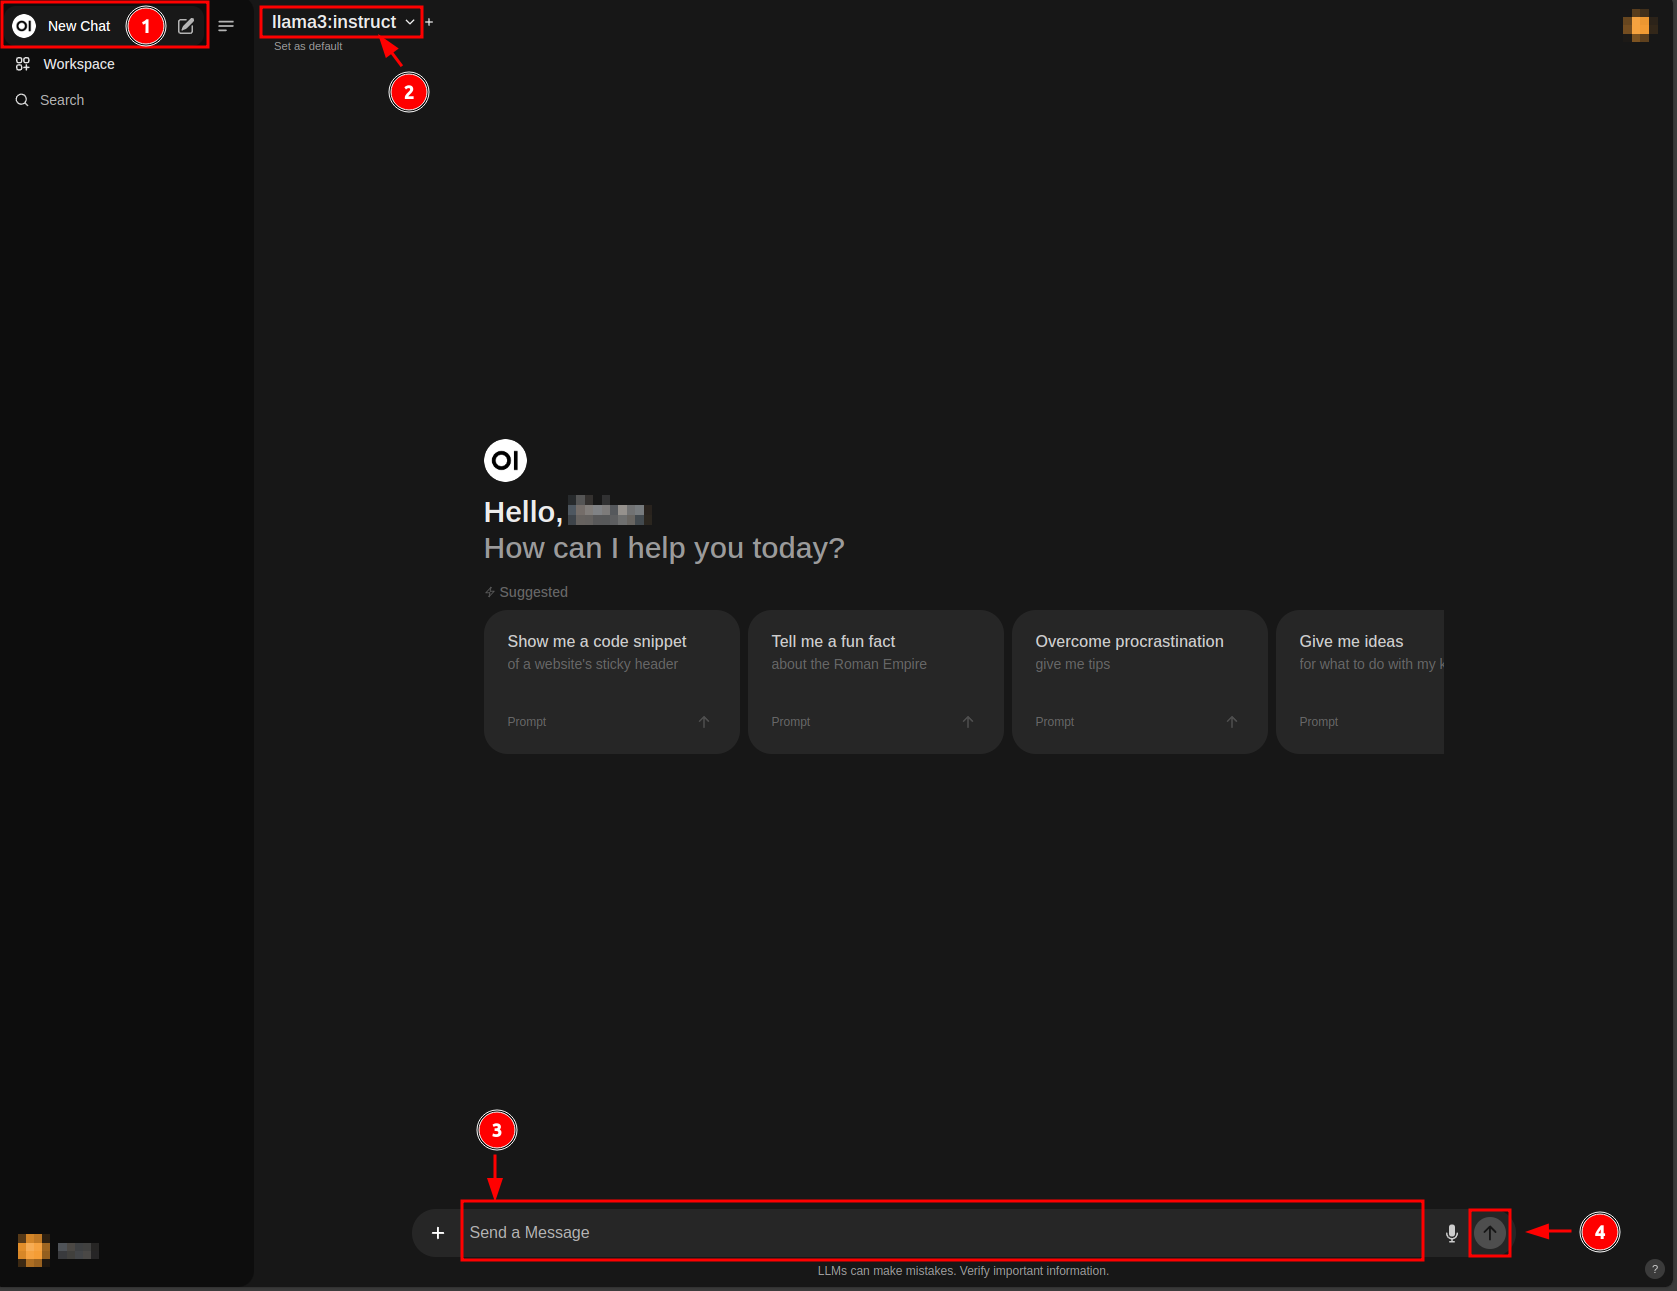 OI New Chat 1
Workspace
Search
llama3:instruct
Set as default
2
OI
Hello,
How can I help you today?
Suggested
Show me a code snippet
of a website's sticky header
Prompt
Tell me a fun fact
about the Roman Empire
Prompt
Overcome procrastination
give me tips
Prompt
Give me ideas
for what to do with my
Prompt
3
Send a Message
4
LLMs can make mistakes. Verify important information.
?